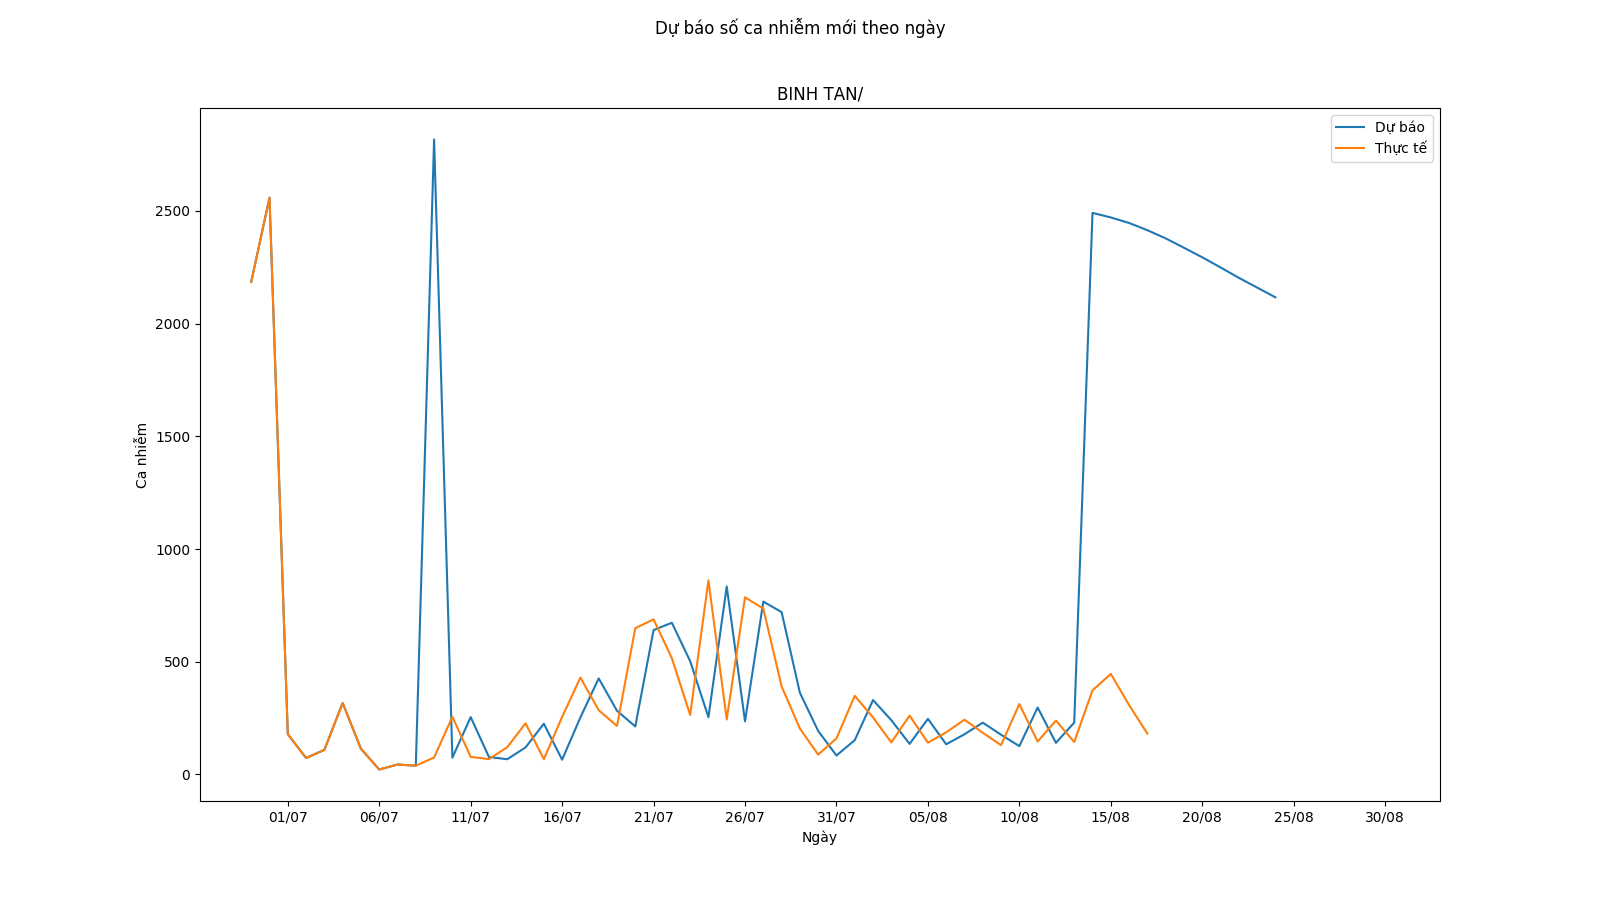 Dự báo số ca nhiễm mới theo ngày
BINH TAN/
Dự báo
Thực tế
2500
2000
1500
1000
500
0
Ca nhiễm
01/07 06/07 11/07 16/07 21/07 26/07 31/07 05/08 10/08 15/08 20/08 25/08 30/08
Ngày